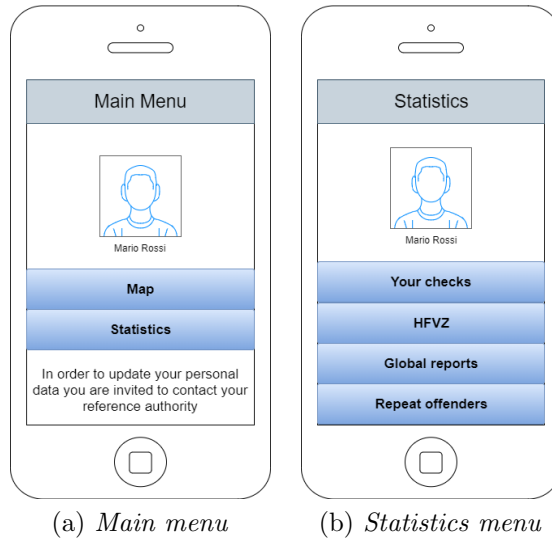 Main Menu
Mario Rossi
Map
Statistics
In order to update your personal
data you are invited to contact your
reference authority
(a) Main menu
Statistics
Mario Rossi
Your checks
HFVZ
Global reports
Repeat offenders
(b) Statistics menu